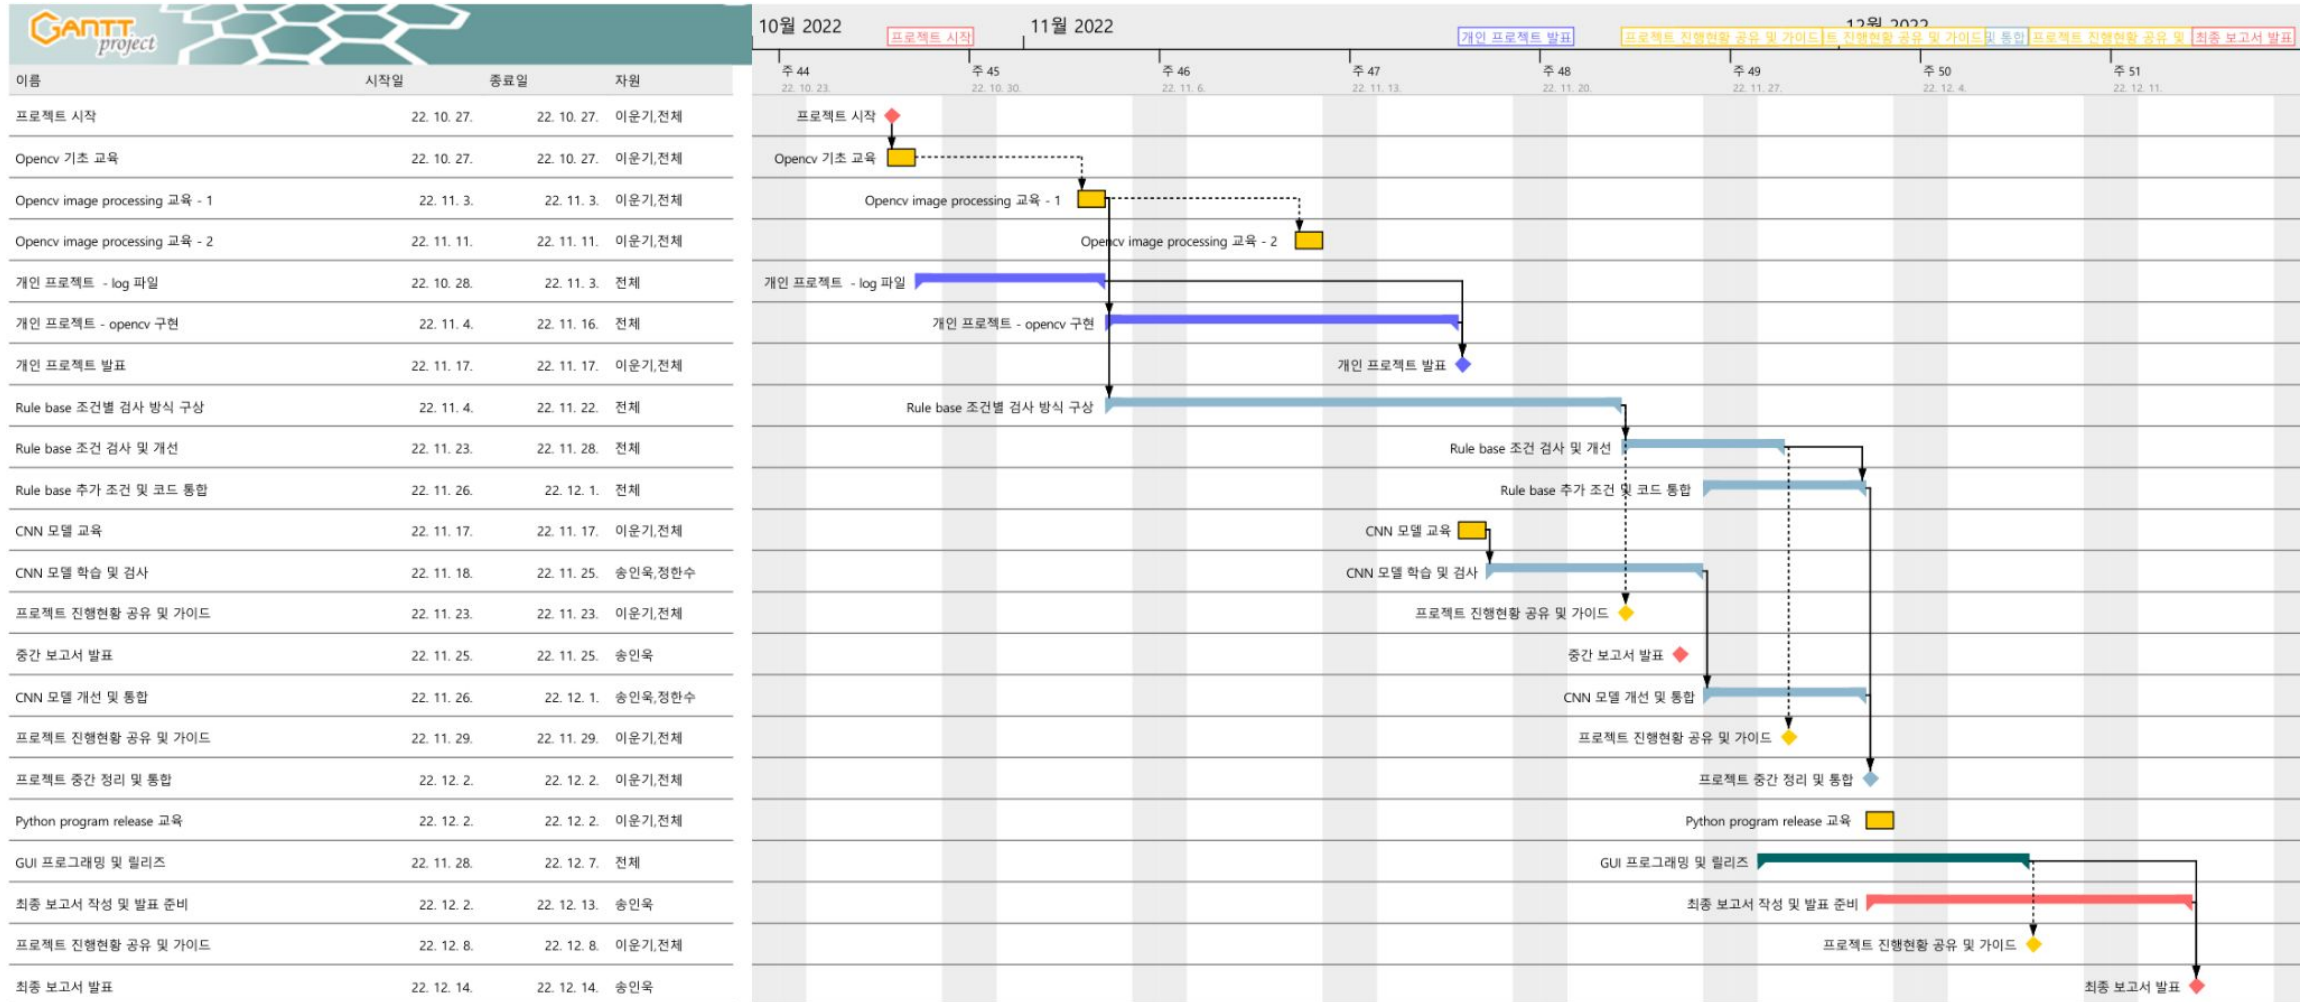 GANTT project
이름 시작일 종료일 자원
프로젝트 시작 22. 10. 27. 22. 10. 27. 이운기,전체
Opencv 기초 교육 22. 10. 27. 22. 10. 27. 이운기,전체
Opencv image processing 교육 - 1 22. 11. 3. 22. 11. 3. 이운기,전체
Opencv image processing 교육 - 2 22. 11. 11. 22. 11. 11. 이운기,전체
개인 프로젝트 - log 파일 22. 10. 28. 22. 11. 3. 전체
개인 프로젝트 - opencv 구현 22. 11. 4. 22. 11. 16. 전체
개인 프로젝트 발표 22. 11. 17. 22. 11. 17. 이운기,전체
Rule base 조건별 검사 방식 구상 22. 11. 4. 22. 11. 22. 전체
Rule base 조건 검사 및 개선 22. 11. 23. 22. 11. 28. 전체
Rule base 추가 조건 및 코드 통합 22. 11. 26. 22. 12. 1. 전체
CNN 모델 교육 22. 11. 17. 22. 11. 17. 이운기,전체
CNN 모델 학습 및 검사 22. 11. 18. 22. 11. 25. 송인욱,정한수
프로젝트 진행현황 공유 및 가이드 22. 11. 23. 22. 11. 23. 이운기,전체
중간 보고서 발표 22. 11. 25. 22. 11. 25. 송인욱
CNN 모델 개선 및 통합 22. 11. 26. 22. 12. 1. 송인욱,정한수
프로젝트 진행현황 공유 및 가이드 22. 11. 29. 22. 11. 29. 이운기,전체
프로젝트 중간 정리 및 통합 22. 12. 2. 22. 12. 2. 이운기,전체
Python program release 교육 22. 12. 2. 22. 12. 2. 이운기,전체
GUI 프로그래밍 및 릴리즈 22. 11. 28. 22. 12. 7. 전체
최종 보고서 작성 및 발표 준비 22. 12. 2. 22. 12. 13. 송인욱
프로젝트 진행현황 공유 및 가이드 22. 12. 8. 22. 12. 8. 이운기,전체
최종 보고서 발표 22. 12. 14. 22. 12. 14. 송인욱
10월 2022 11월 2022 12월 2022
프로젝트 시작 개인 프로젝트 발표 프로젝트 진행현황 공유 및 가이드 트 진행현황 공유 및 가이드 및 통합 프로젝트 진행현황 공유 및 최종 보고서 발표
주 44 주 45 주 46 주 47 주 48 주 49 주 50 주 51
22. 10. 23. 22. 10. 30. 22. 11. 6. 22. 11. 13. 22. 11. 20. 22. 11. 27. 22. 12. 4. 22. 12. 11.
프로젝트 시작
Opencv 기초 교육
Opencv image processing 교육 - 1
Opencv image processing 교육 - 2
개인 프로젝트 - log 파일
개인 프로젝트 - opencv 구현
개인 프로젝트 발표
Rule base 조건별 검사 방식 구상
Rule base 조건 검사 및 개선
Rule base 추가 조건 및 코드 통합
CNN 모델 교육
CNN 모델 학습 및 검사
프로젝트 진행현황 공유 및 가이드
중간 보고서 발표
CNN 모델 개선 및 통합
프로젝트 진행현황 공유 및 가이드
프로젝트 중간 정리 및 통합
Python program release 교육
GUI 프로그래밍 및 릴리즈
최종 보고서 작성 및 발표 준비
프로젝트 진행현황 공유 및 가이드
최종 보고서 발표